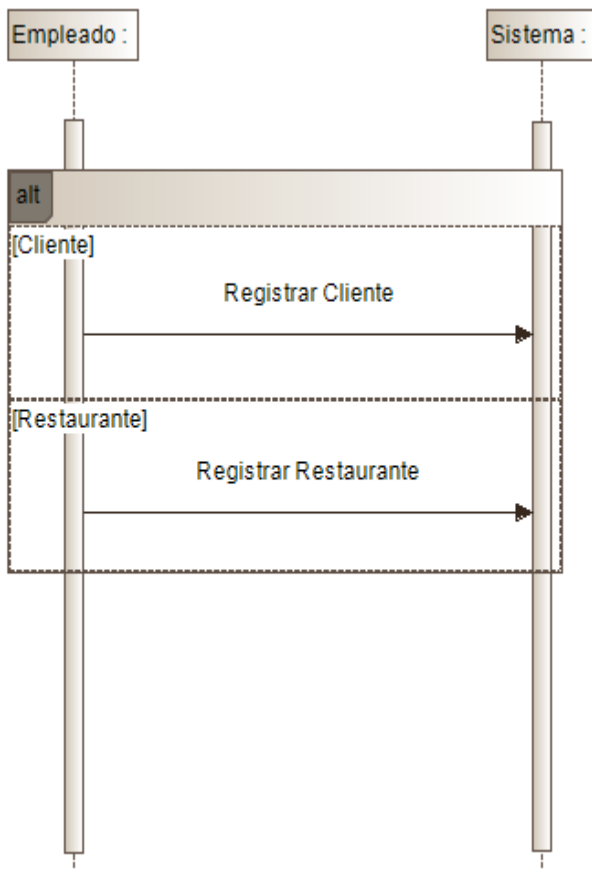 Empleado :
Sistema :
alt
[Cliente]
Registrar Cliente
[Restaurante]
Registrar Restaurante